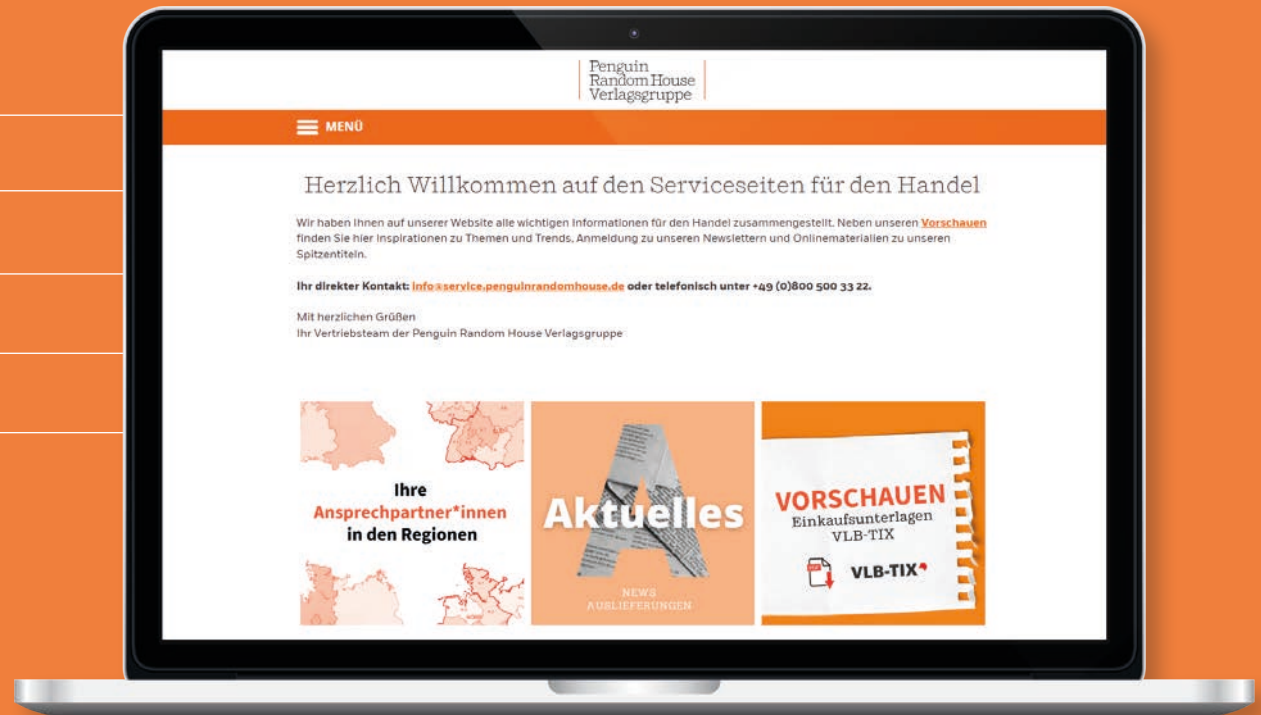 Penguin
Random House
Verlagsgruppe
MENÜ
Herzlich Willkommen auf den Serviceseiten für den Handel
Wir haben Ihnen auf unserer Website alle wichtigen Informationen für den Handel zusammengestellt. Neben unseren Vorschauen
finden Sie hier Inspirationen zu Themen und Trends, Anmeldung zu unseren Newslettern und Onlinematerialien zu unseren
Spitzentiteln.
Ihr direkter Kontakt: info@service.penguinrandomhouse.de oder telefonisch unter +49 (0)800 500 33 22.
Mit herzlichen Grüßen
Ihr Vertriebsteam der Penguin Random House Verlagsgruppe
Ihre
Ansprechpartner*innen
in den Regionen
Aktuelles
NEWS
AUSLIEFERUNGEN
VORSCHAUEN
Einkaufsunterlagen
VLB-TIX
PDF
VLB-TIX